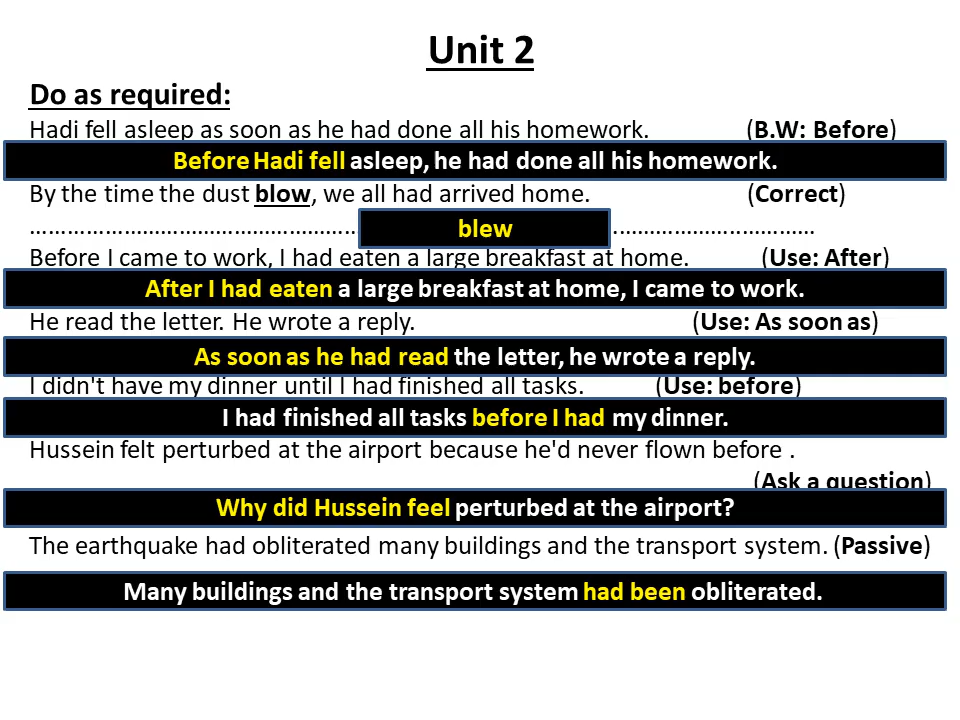 Unit 2
Do as required:
Hadi fell asleep as soon as he had done all his homework. (B.W: Before)
Before Hadi fell asleep, he had done all his homework.
By the time the dust blow, we all had arrived home. (Correct)
……………………………………………….. blew ………………….…………
Before I came to work, I had eaten a large breakfast at home. (Use: After)
After I had eaten a large breakfast at home, I came to work.
He read the letter. He wrote a reply. (Use: As soon as)
As soon as he had read the letter, he wrote a reply.
I didn't have my dinner until I had finished all tasks. (Use: before)
I had finished all tasks before I had my dinner.
Hussein felt perturbed at the airport because he'd never flown before .
(Ask a question)
Why did Hussein feel perturbed at the airport?
The earthquake had obliterated many buildings and the transport system. (Passive)
Many buildings and the transport system had been obliterated.